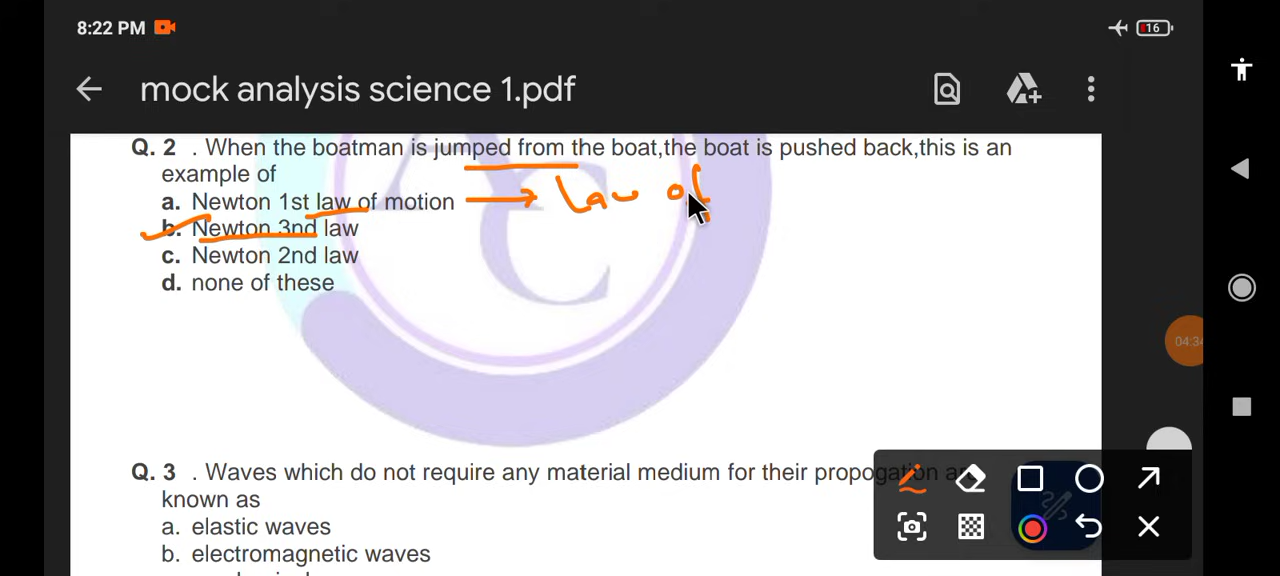 8:22 PM
16
mock analysis science 1.pdf
Q. 2 . When the boatman is jumped from the boat,the boat is pushed back,this is an
example of
a. Newton 1st law of motion → law of
b. Newton 3nd law
c. Newton 2nd law
d. none of these
C
04:34
Q. 3 . Waves which do not require any material medium for their propogation are
known as
a. elastic waves
b. electromagnetic waves